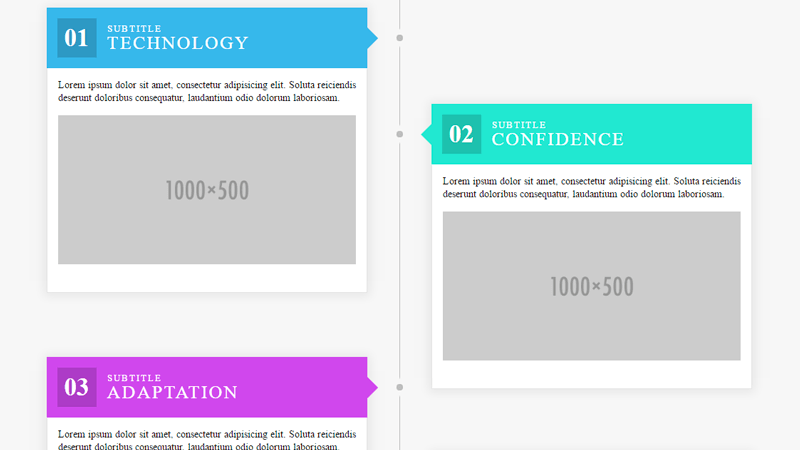 01
SUBTITLE
TECHNOLOGY
Lorem ipsum dolor sit amet, consectetur adipisicing elit. Soluta reiciendis
deserunt doloribus consequatur, laudantium odio dolorum laboriosam.
1000×500
02
SUBTITLE
CONFIDENCE
Lorem ipsum dolor sit amet, consectetur adipisicing elit. Soluta reiciendis
deserunt doloribus consequatur, laudantium odio dolorum laboriosam.
1000×500
03
SUBTITLE
ADAPTATION
Lorem ipsum dolor sit amet, consectetur adipisicing elit. Soluta reiciendis
deserunt doloribus consequatur, laudantium odio dolorum laboriosam.